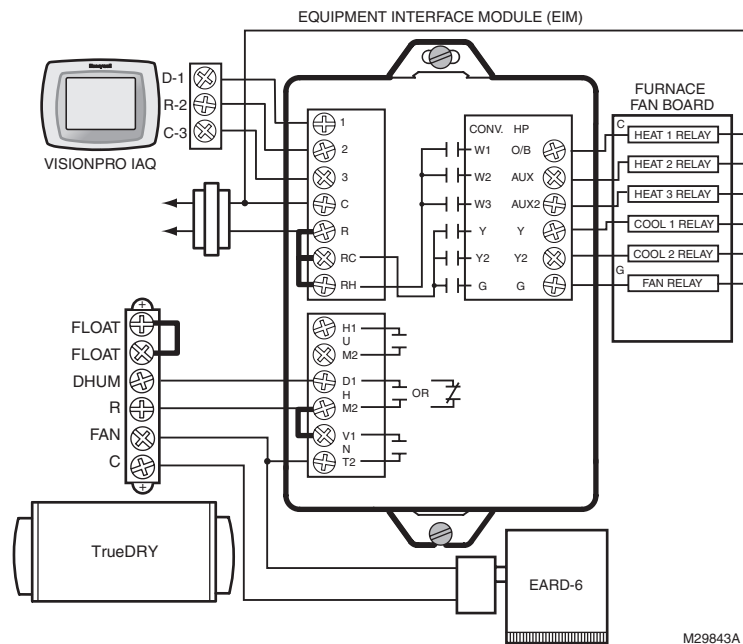 EQUIPMENT INTERFACE MODULE (EIM)
Honeywell
VISIONPRO IAQ
D-1
R-2
C-3
1
2
3
C
R
RC
RH
CONV. HP
W1 O/B
W2 AUX
W3 AUX2
Y Y
Y2 Y2
G G
FURNACE
FAN BOARD
C
HEAT 1 RELAY
HEAT 2 RELAY
HEAT 3 RELAY
COOL 1 RELAY
COOL 2 RELAY
G
FAN RELAY
FLOAT
FLOAT
DHUM
R
FAN
C
H1
U
M2
D1
H
M2
V1
N
T2
OR
TrueDRY
EARD-6
M29843A